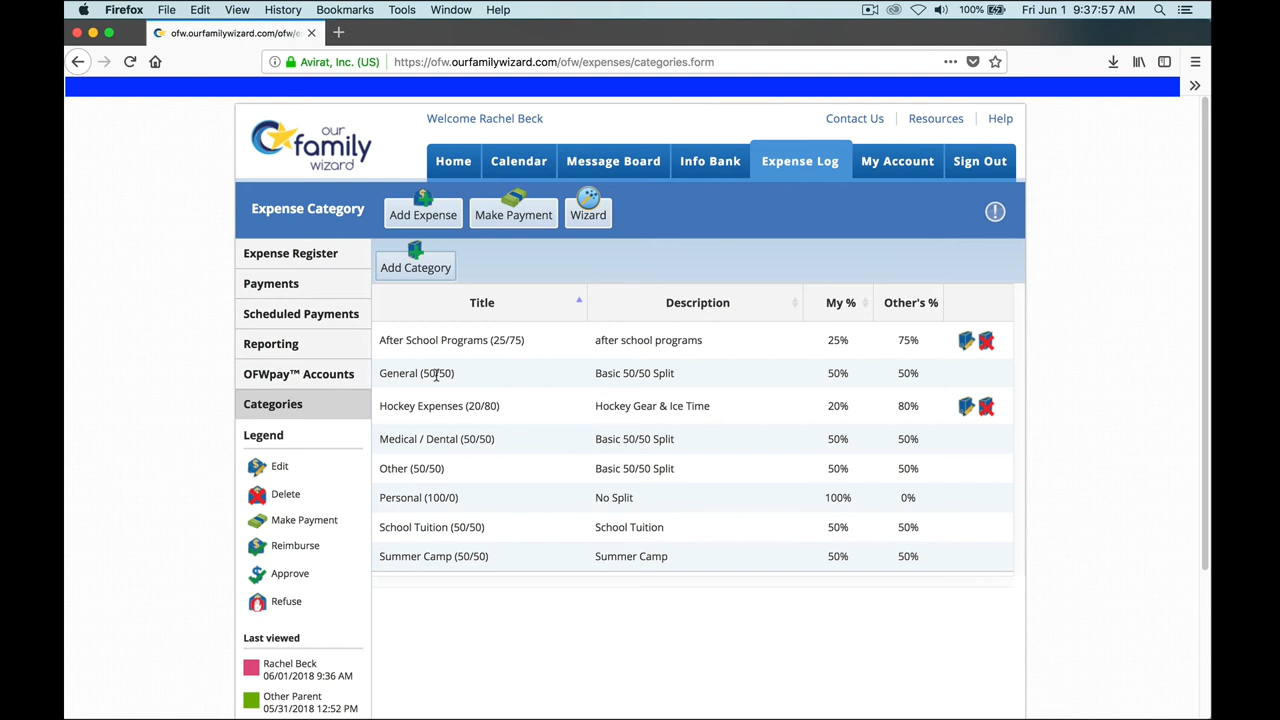 Firefox File Edit View History Bookmarks Tools Window Help 100% Fri Jun 1 9:37:57 AM
ofw.ourfamilywizard.com/ofw/e
Avirat, Inc. (US) https://ofw.ourfamilywizard.com/ofw/expenses/categories.form
Welcome Rachel Beck Contact Us Resources Help
our family wizard
Home Calendar Message Board Info Bank Expense Log My Account Sign Out
Expense Category Add Expense Make Payment Wizard
Expense Register
Payments
Scheduled Payments
Reporting
OFWpay™ Accounts
Categories
Legend
Edit
Delete
Make Payment
Reimburse
Approve
Refuse
Last viewed
Rachel Beck
06/01/2018 9:36 AM
Other Parent
05/31/2018 12:52 PM
Add Category
Title Description My % Other's %
After School Programs (25/75) after school programs 25% 75%
General (50/50) Basic 50/50 Split 50% 50%
Hockey Expenses (20/80) Hockey Gear & Ice Time 20% 80%
Medical / Dental (50/50) Basic 50/50 Split 50% 50%
Other (50/50) Basic 50/50 Split 50% 50%
Personal (100/0) No Split 100% 0%
School Tuition (50/50) School Tuition 50% 50%
Summer Camp (50/50) Summer Camp 50% 50%